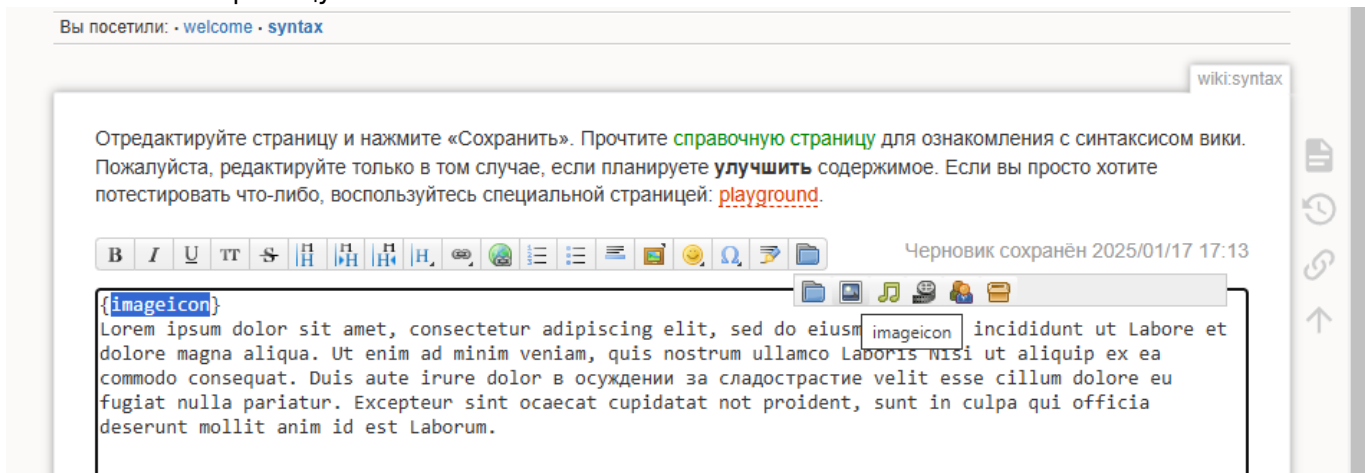 Вы посетили: • welcome • syntax
wiki:syntax
Отредактируйте страницу и нажмите «Сохранить». Прочтите справочную страницу для ознакомления с синтаксисом вики.
Пожалуйста, редактируйте только в том случае, если планируете улучшить содержимое. Если вы просто хотите
потестировать что-либо, воспользуйтесь специальной страницей: playground.
B I U TT S H H H H Ω Черновик сохранён 2025/01/17 17:13
{imageicon}
imageicon
Lorem ipsum dolor sit amet, consectetur adipiscing elit, sed do eiusm incididunt ut Labore et
dolore magna aliqua. Ut enim ad minim veniam, quis nostrum ullamco Laboris Nisi ut aliquip ex ea
commodo consequat. Duis aute irure dolor в осуждении за сладострастие velit esse cillum dolore eu
fugiat nulla pariatur. Excepteur sint ocaecat cupidatat not proident, sunt in culpa qui officia
deserunt mollit anim id est Laborum.